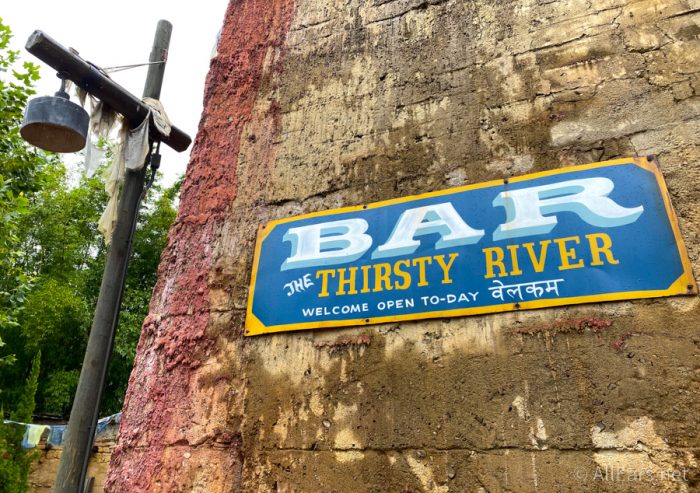 BAR
THE THIRSTY RIVER
WELCOME OPEN TO-DAY वेलकम
© AllEars.net